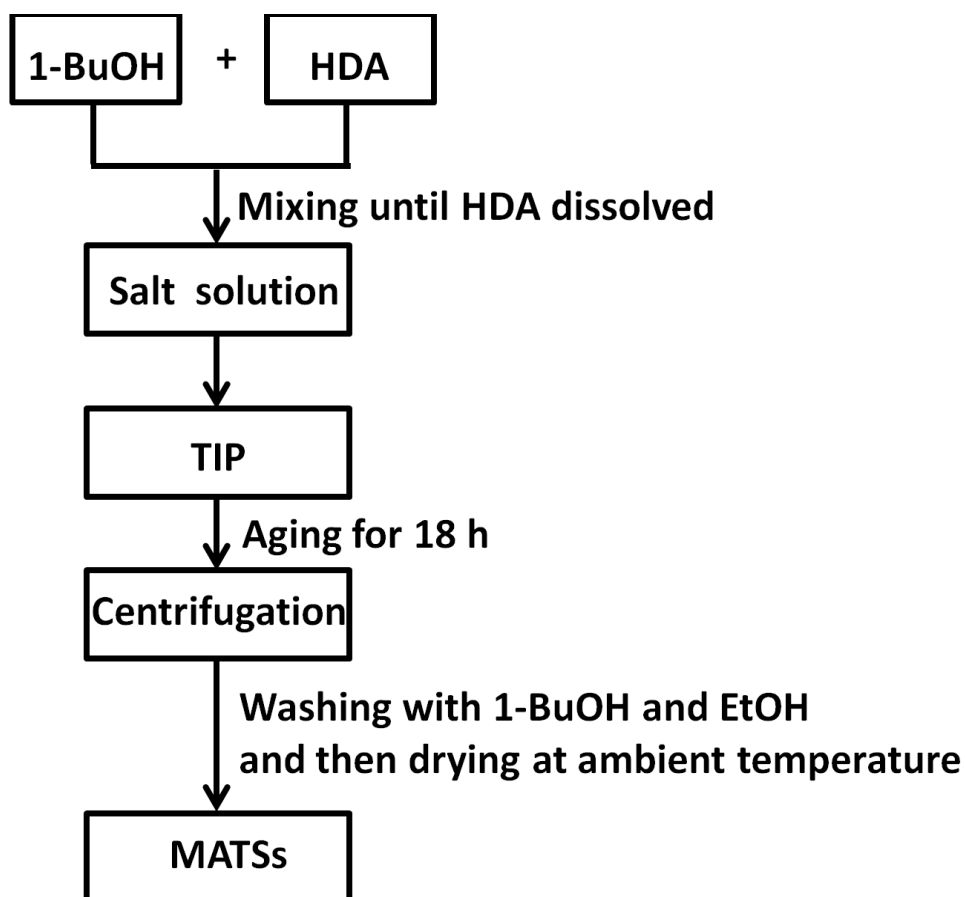 1-BuOH + HDA
Mixing until HDA dissolved
Salt solution
TIP
Aging for 18 h
Centrifugation
Washing with 1-BuOH and EtOH
and then drying at ambient temperature
MATSs